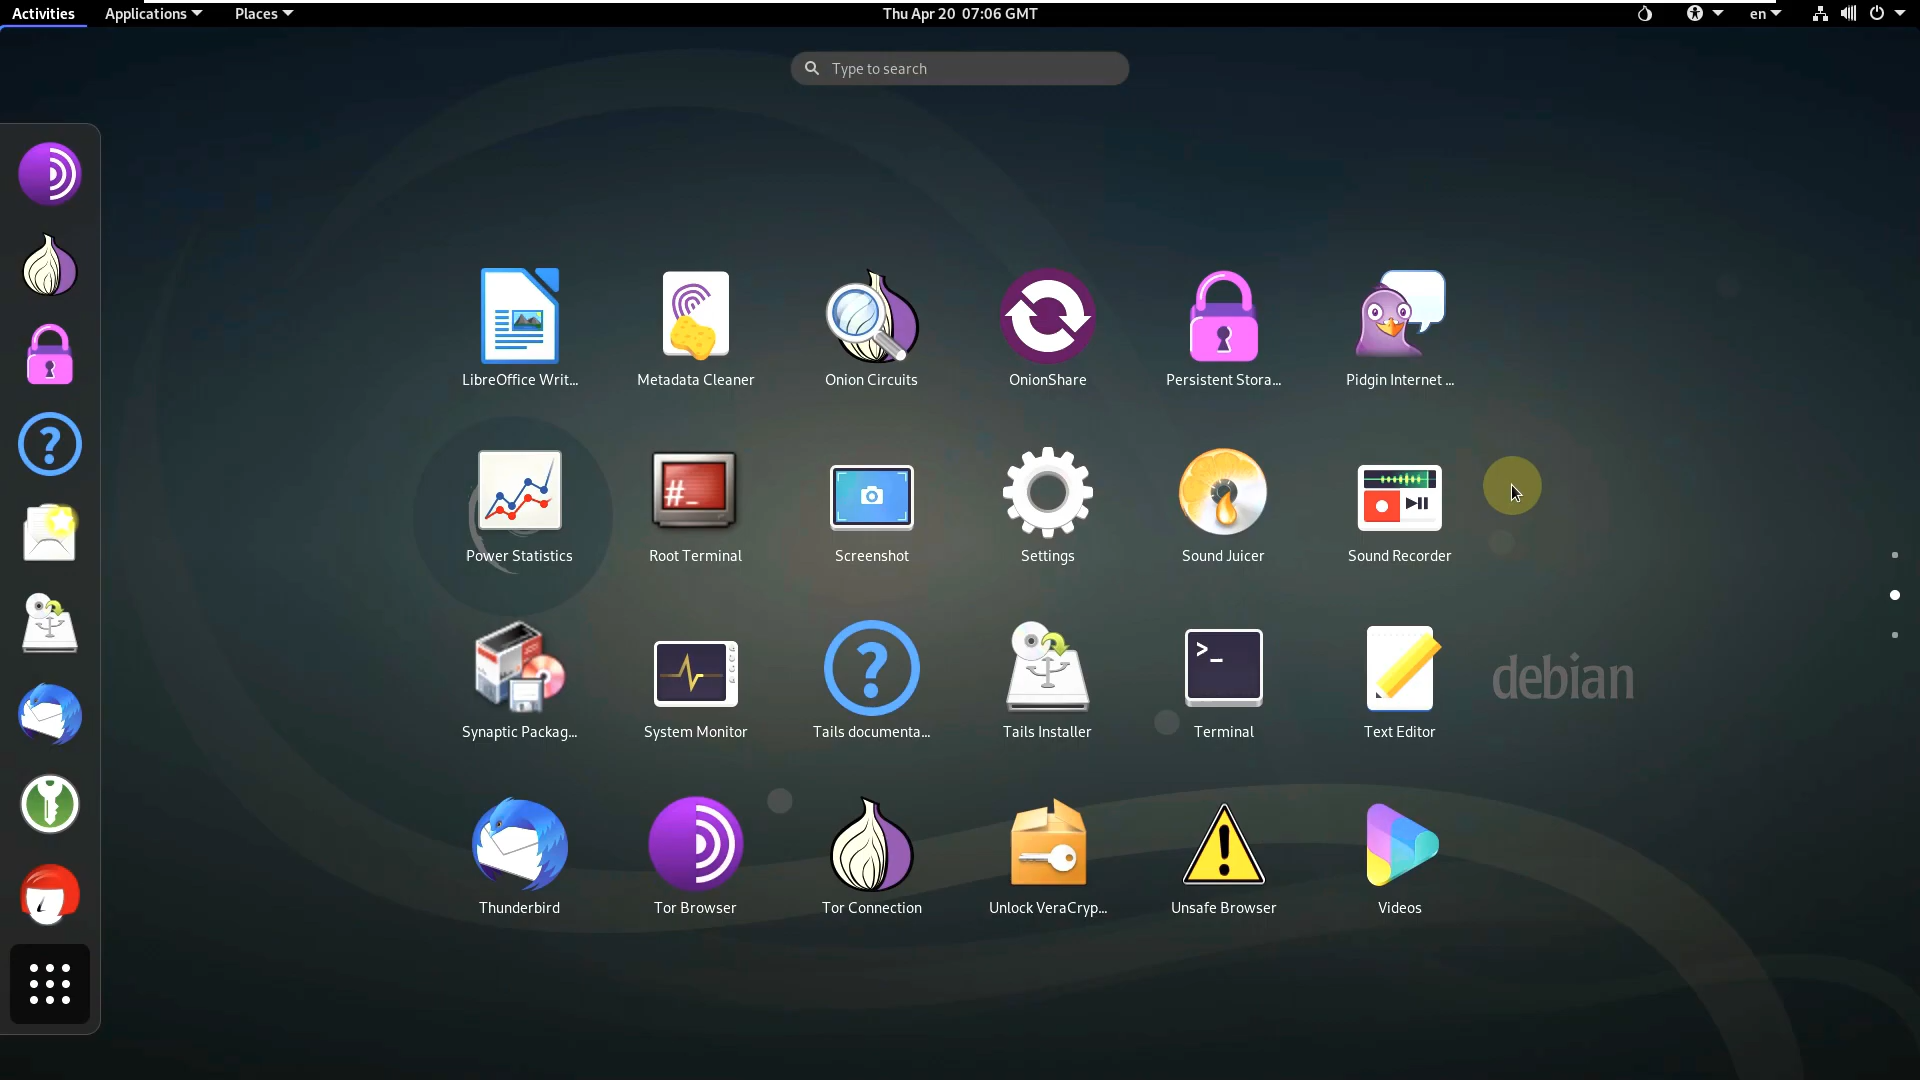 Activities Applications Places Thu Apr 20 07:06 GMT en
Type to search
LibreOffice Writ... Metadata Cleaner Onion Circuits OnionShare Persistent Stora... Pidgin Internet ...
Power Statistics Root Terminal Screenshot Settings Sound Juicer Sound Recorder
Synaptic Packag... System Monitor Tails documenta... Tails Installer Terminal Text Editor
debian
Thunderbird Tor Browser Tor Connection Unlock VeraCryp... Unsafe Browser Videos